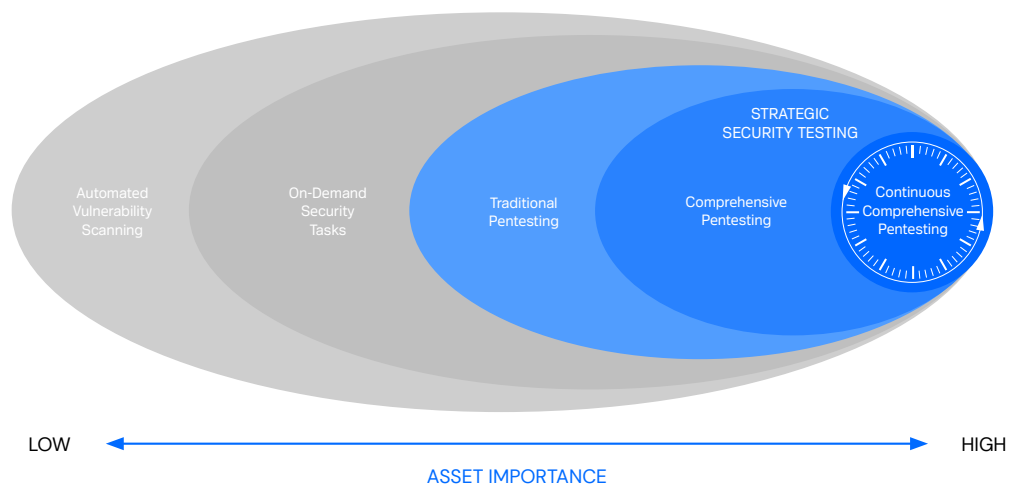 STRATEGIC
SECURITY TESTING
Automated
Vulnerability
Scanning
On-Demand
Security
Tasks
Traditional
Pentesting
Comprehensive
Pentesting
Continuous
Comprehensive
Pentesting
LOW
HIGH
ASSET IMPORTANCE